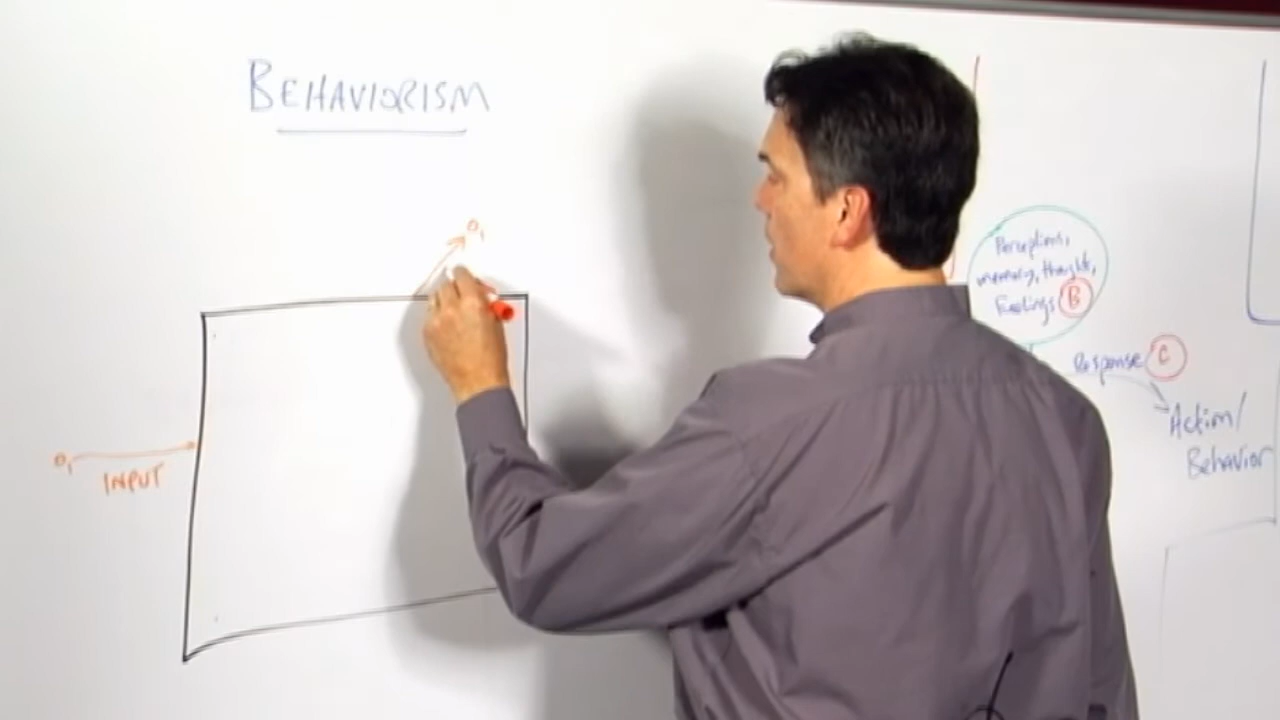 BEHAVIORISM
O1
O1
INPUT
Perceptions,
memory, thoughts,
Feelings B
Response C
Action/
Behavior